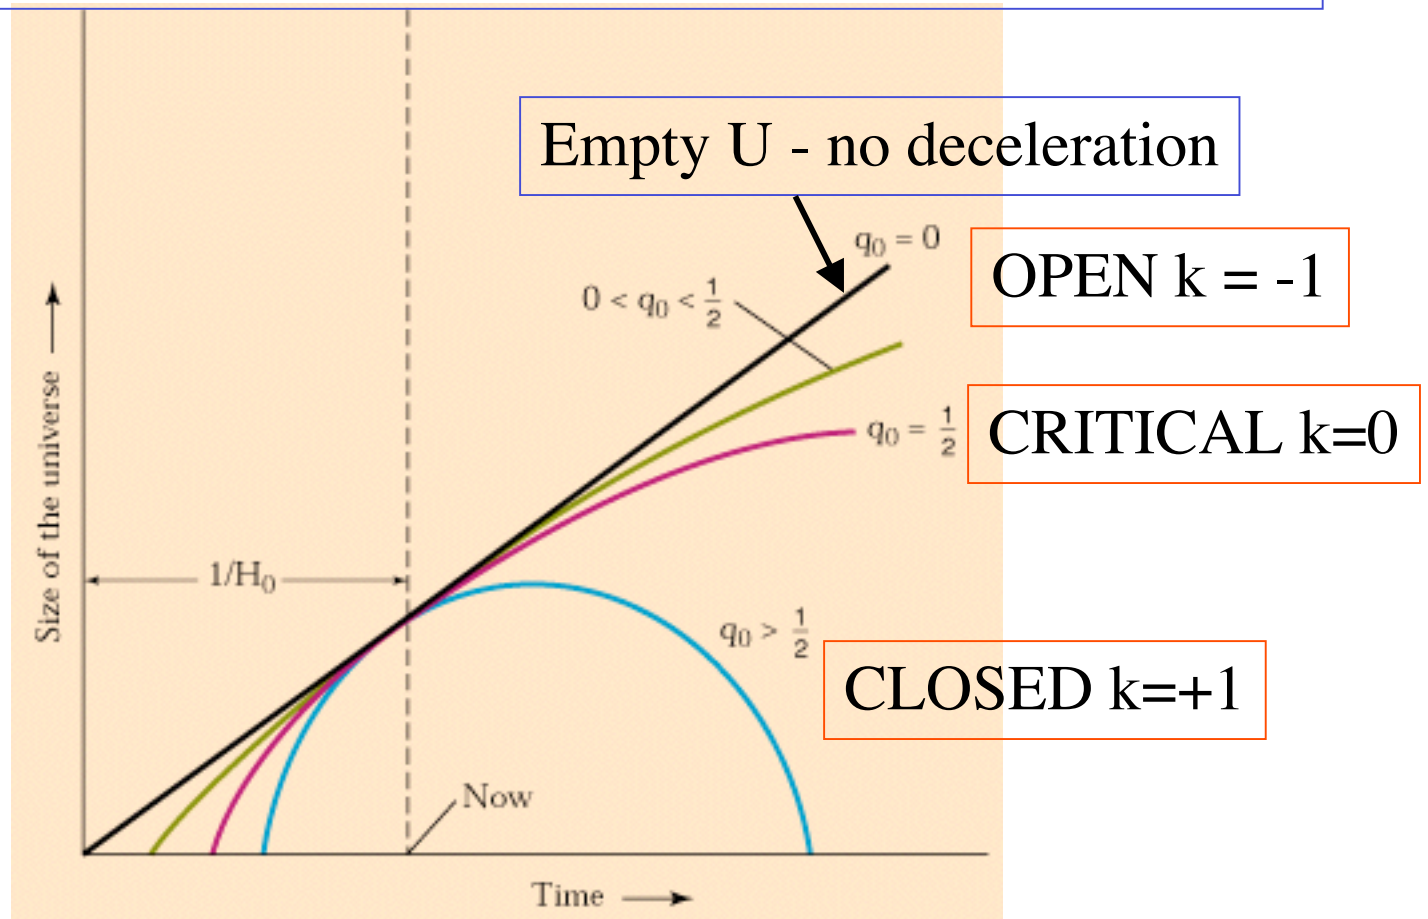 Empty U - no deceleration
q₀ = 0
OPEN k = -1
0 < q₀ < 1/2
q₀ = 1/2
CRITICAL k=0
Size of the universe
1/H₀
q₀ > 1/2
CLOSED k=+1
Now
Time